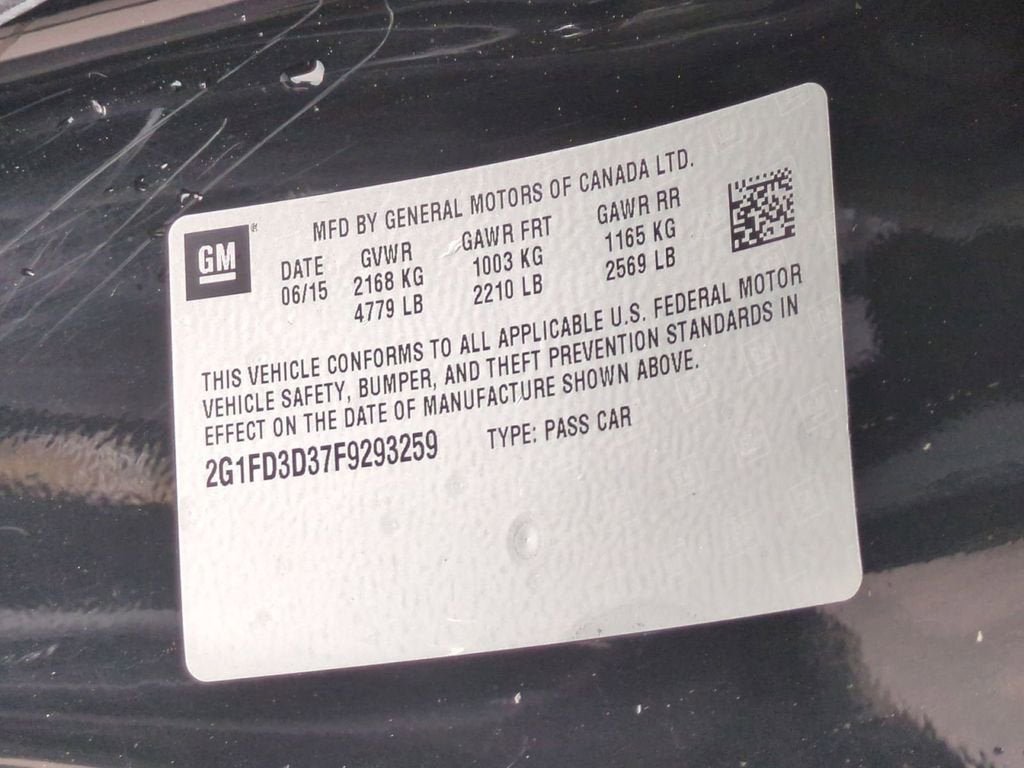 GM®
MFD BY GENERAL MOTORS OF CANADA LTD.
DATE GVWR GAWR FRT GAWR RR
06/15 2168 KG 1003 KG 1165 KG
4779 LB 2210 LB 2569 LB
THIS VEHICLE CONFORMS TO ALL APPLICABLE U.S. FEDERAL MOTOR
VEHICLE SAFETY, BUMPER, AND THEFT PREVENTION STANDARDS IN
EFFECT ON THE DATE OF MANUFACTURE SHOWN ABOVE.
2G1FD3D37F9293259 TYPE: PASS CAR